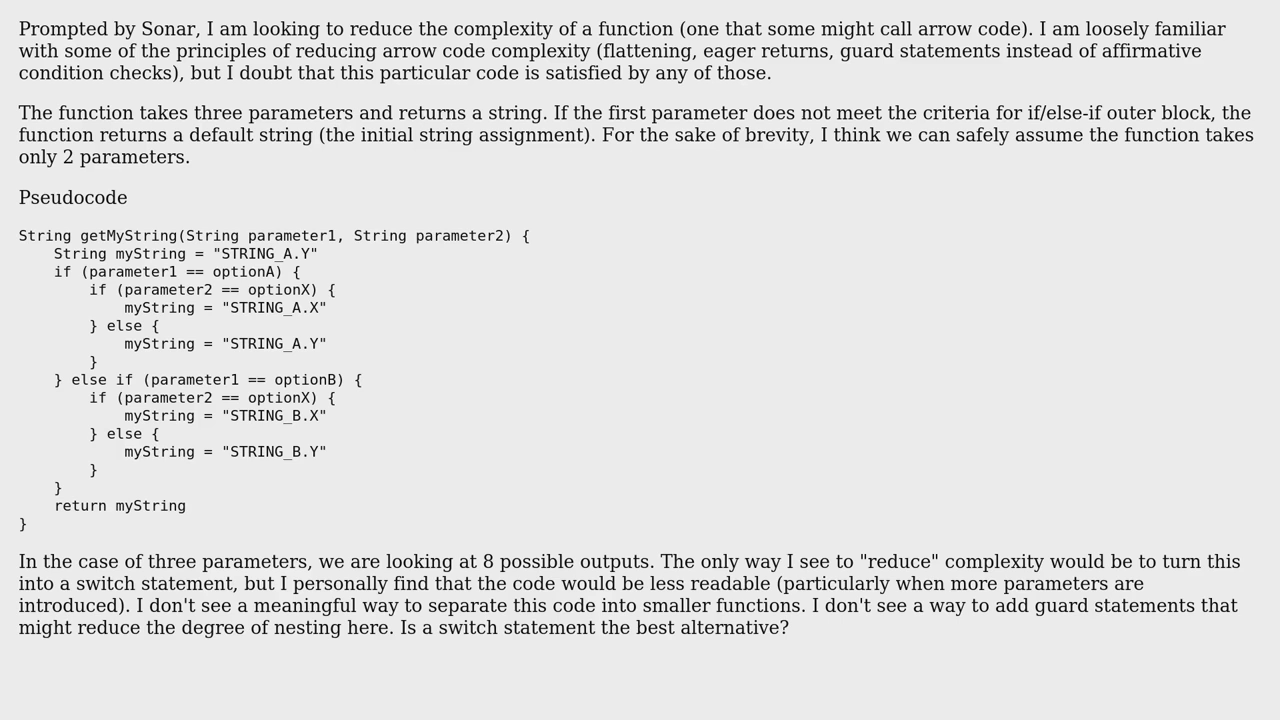 Prompted by Sonar, I am looking to reduce the complexity of a function (one that some might call arrow code). I am loosely familiar
with some of the principles of reducing arrow code complexity (flattening, eager returns, guard statements instead of affirmative
condition checks), but I doubt that this particular code is satisfied by any of those.
The function takes three parameters and returns a string. If the first parameter does not meet the criteria for if/else-if outer block, the
function returns a default string (the initial string assignment). For the sake of brevity, I think we can safely assume the function takes
only 2 parameters.
Pseudocode
String getMyString(String parameter1, String parameter2) {
    String myString = "STRING_A.Y"
    if (parameter1 == optionA) {
        if (parameter2 == optionX) {
            myString = "STRING_A.X"
        } else {
            myString = "STRING_A.Y"
        }
    } else if (parameter1 == optionB) {
        if (parameter2 == optionX) {
            myString = "STRING_B.X"
        } else {
            myString = "STRING_B.Y"
        }
    }
    return myString
}
In the case of three parameters, we are looking at 8 possible outputs. The only way I see to "reduce" complexity would be to turn this
into a switch statement, but I personally find that the code would be less readable (particularly when more parameters are
introduced). I don't see a meaningful way to separate this code into smaller functions. I don't see a way to add guard statements that
might reduce the degree of nesting here. Is a switch statement the best alternative?